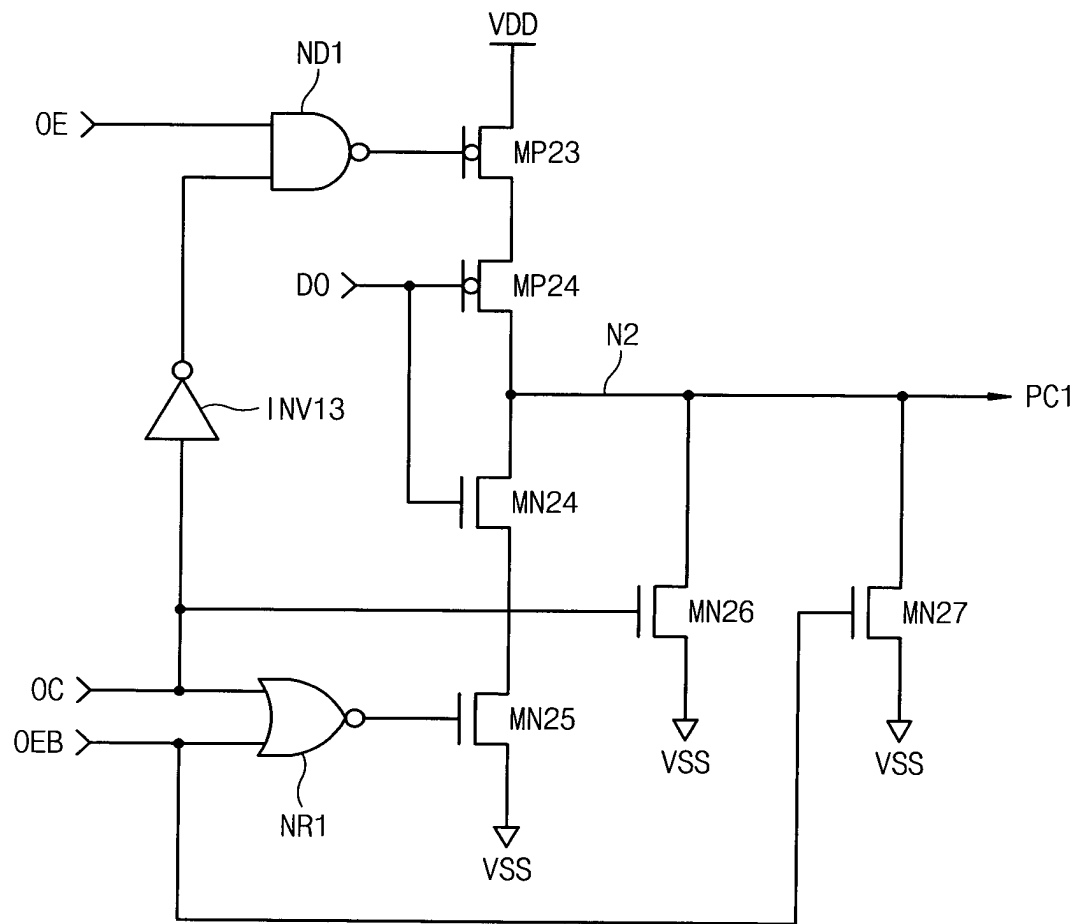 VDD
ND1
OE
MP23
DO
MP24
N2
PC1
INV13
MN24
MN26
MN27
OC
MN25
OEB
VSS
VSS
NR1
VSS